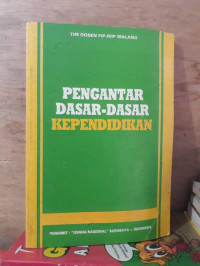 TIM DOSEN FIP-IKIP MALANG
PENGANTAR
DASAR-DASAR
KEPENDIDIKAN
PENERBIT : "USAHA NASIONAL" SURABAYA — INDONESIA